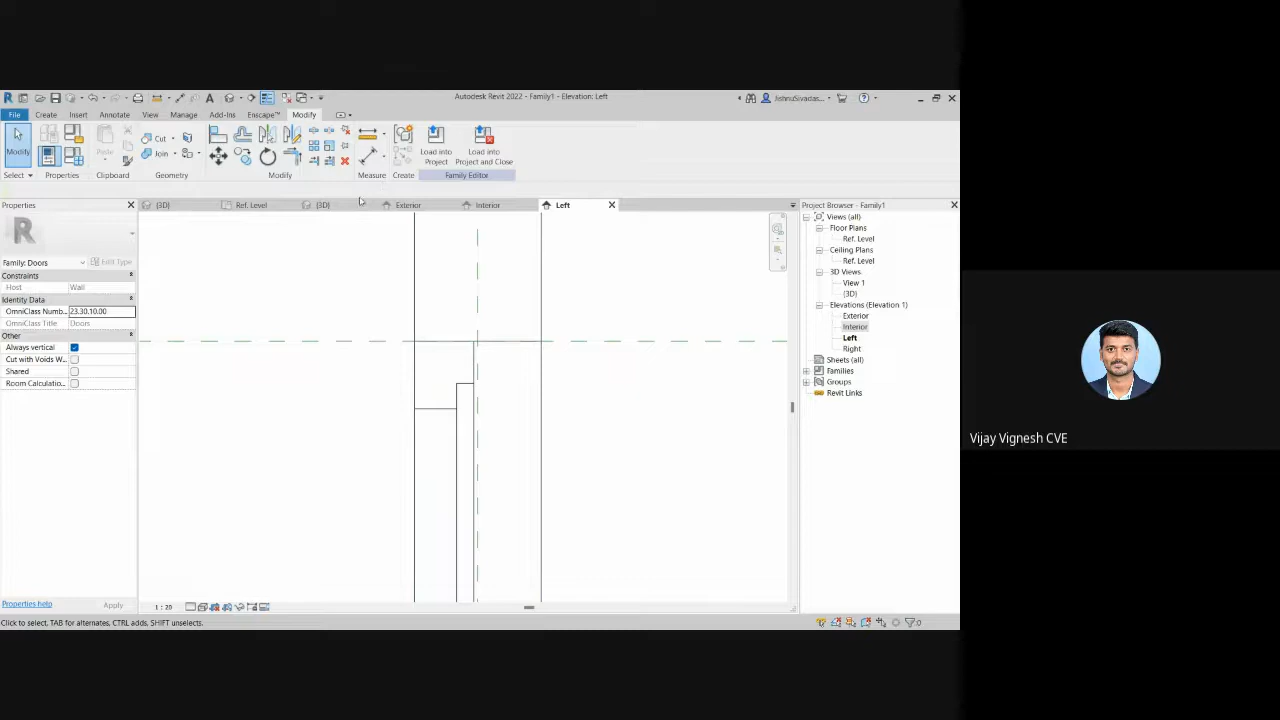 Autodesk Revit 2022 - Family1 - Elevation: Left
JishnuSivadas...
File Create Insert Annotate View Manage Add-Ins Enscape™ Modify
Modify
Paste
Cut
Join
Load into Project
Load into Project and Close
Select Properties Clipboard Geometry Modify Measure Create Family Editor
Properties
(3D) Ref. Level (3D) Exterior Interior Left
Project Browser - Family1
Family: Doors
Edit Type
Constraints
Host Wall
Identity Data
OmniClass Numb... 23.30.10.00
OmniClass Title Doors
Other
Always vertical
Cut with Voids W...
Shared
Room Calculatio...
Properties help
Apply
Views (all)
Floor Plans
Ref. Level
Ceiling Plans
Ref. Level
3D Views
View 1
(3D)
Elevations (Elevation 1)
Exterior
Interior
Left
Right
Sheets (all)
Families
Groups
Revit Links
1 : 20
Click to select, TAB for alternates, CTRL adds, SHIFT unselects.
:0
Vijay Vignesh CVE